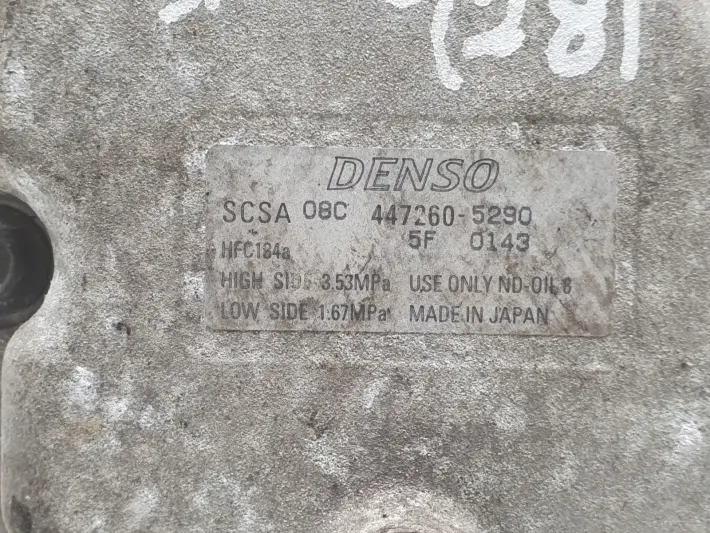 DENSO
SCSA 08C 447260-5290
5F 0143
HFC134a
HIGH SIDE 3.53MPa USE ONLY ND-OIL 8
LOW SIDE 1.67MPa MADE IN JAPAN